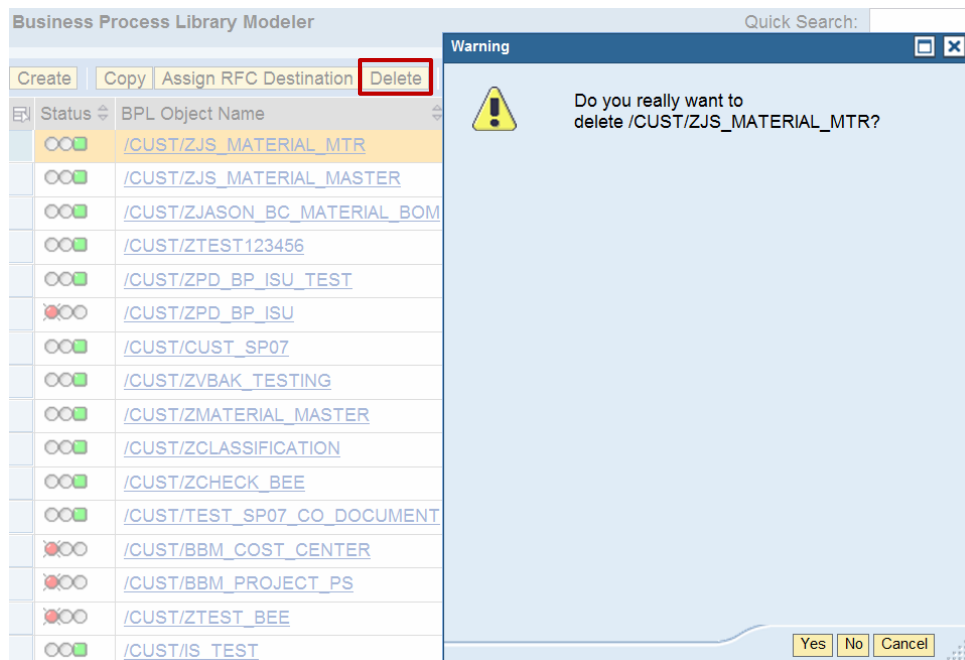 Business Process Library Modeler
Quick Search:
Warning
Create
Copy
Assign RFC Destination
Delete
Do you really want to
delete /CUST/ZJS_MATERIAL_MTR?
Status
BPL Object Name
/CUST/ZJS_MATERIAL_MTR
/CUST/ZJS_MATERIAL_MASTER
/CUST/ZJASON_BC_MATERIAL_BOM
/CUST/ZTEST123456
/CUST/ZPD_BP_ISU_TEST
/CUST/ZPD_BP_ISU
/CUST/CUST_SP07
/CUST/ZVBAK_TESTING
/CUST/ZMATERIAL_MASTER
/CUST/ZCLASSIFICATION
/CUST/ZCHECK_BEE
/CUST/TEST_SP07_CO_DOCUMENT
/CUST/BBM_COST_CENTER
/CUST/BBM_PROJECT_PS
/CUST/ZTEST_BEE
/CUST/IS_TEST
Yes
No
Cancel